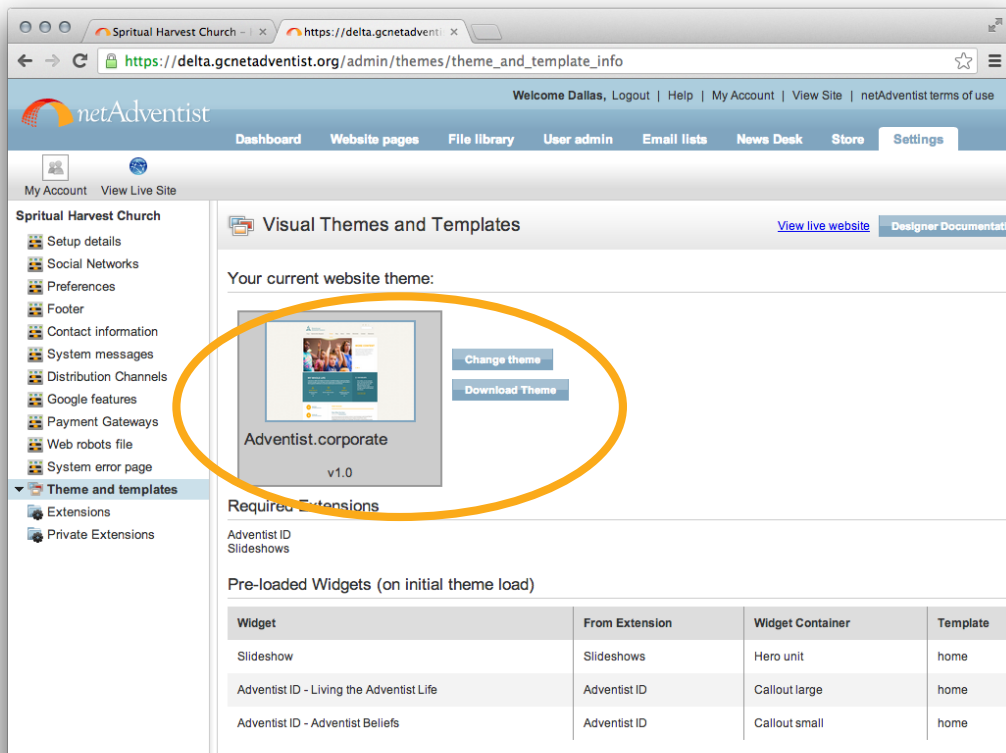 Spritual Harvest Church –
https://delta.gcnetadventi
https://delta.gcnetadventist.org/admin/themes/theme_and_template_info
Welcome Dallas, Logout | Help | My Account | View Site | netAdventist terms of use
netAdventist
Dashboard Website pages File library User admin Email lists News Desk Store Settings
My Account View Live Site
Spritual Harvest Church
Setup details
Social Networks
Preferences
Footer
Contact information
System messages
Distribution Channels
Google features
Payment Gateways
Web robots file
System error page
Theme and templates
Extensions
Private Extensions
Visual Themes and Templates
View live website
Designer Documentati
Your current website theme:
Change theme
Download Theme
Adventist.corporate
v1.0
Required Extensions
Adventist ID
Slideshows
Pre-loaded Widgets (on initial theme load)
Widget From Extension Widget Container Template
Slideshow Slideshows Hero unit home
Adventist ID - Living the Adventist Life Adventist ID Callout large home
Adventist ID - Adventist Beliefs Adventist ID Callout small home